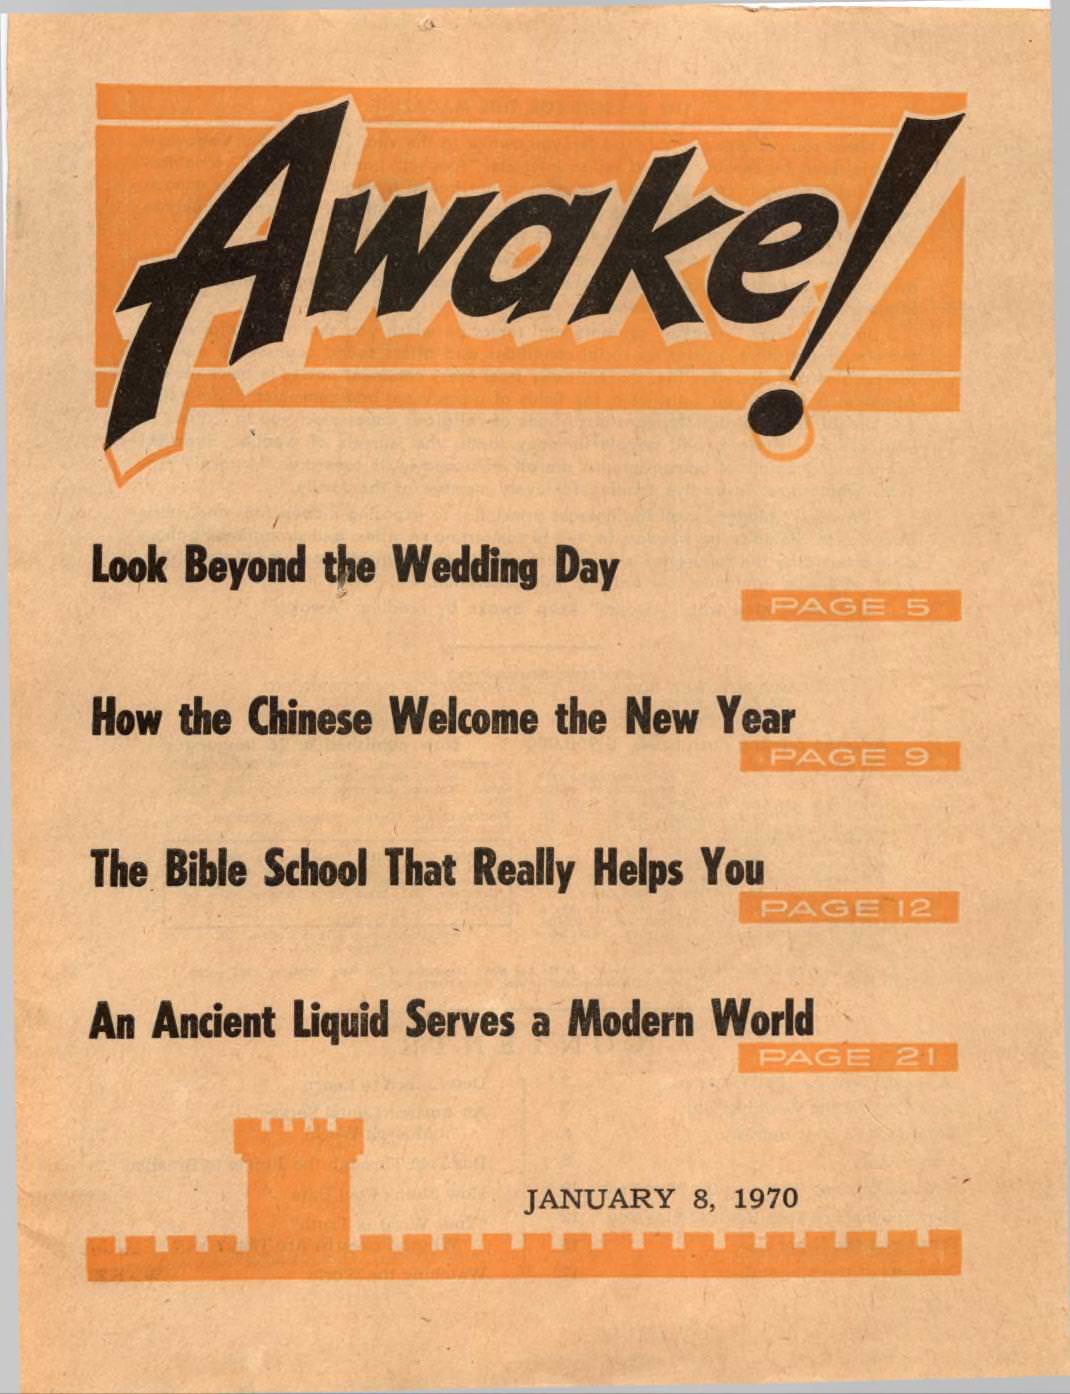 Awake!
Look Beyond the Wedding Day
PAGE 5
How the Chinese Welcome the New Year
PAGE 9
The Bible School That Really Helps You
PAGE 12
An Ancient Liquid Serves a Modern World
PAGE 21
JANUARY 8, 1970